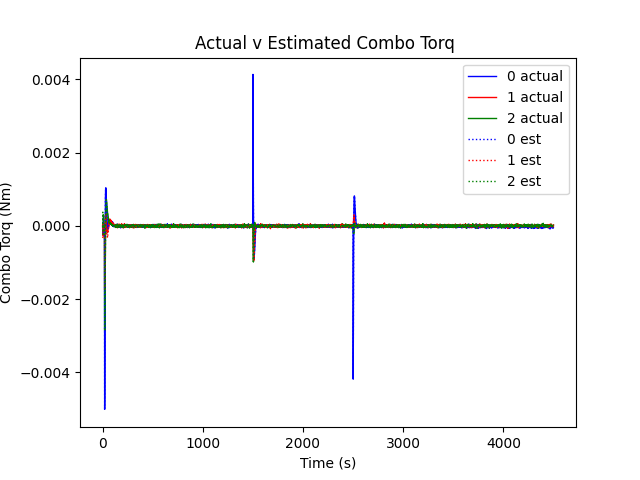 Actual v Estimated Combo Torq
0.004
0.002
0.000
−0.002
−0.004
Combo Torq (Nm)
0 actual
1 actual
2 actual
0 est
1 est
2 est
0
1000
2000
3000
4000
Time (s)